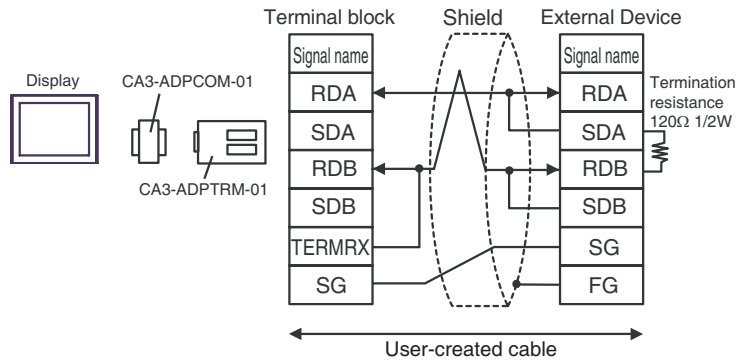 Terminal block
Shield
External Device
Display
CA3-ADPCOM-01
CA3-ADPTRM-01
Signal name
RDA
SDA
RDB
SDB
TERMRX
SG
Signal name
RDA
SDA
RDB
SDB
SG
FG
Termination
resistance
120Ω 1/2W
User-created cable